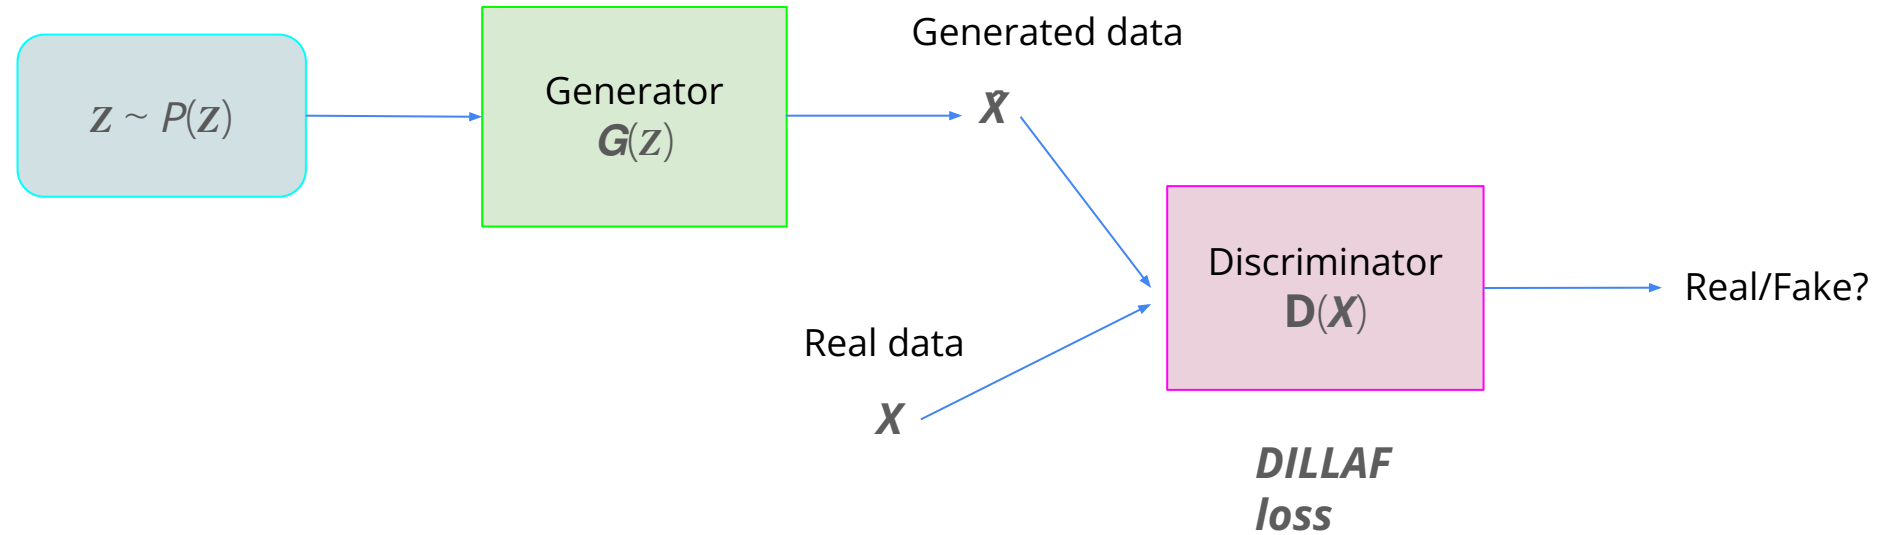 z ~ P(z)
Generator
G(z)
Generated data
X̂
Real data
X
Discriminator
D(X)
Real/Fake?
DILLAF
loss